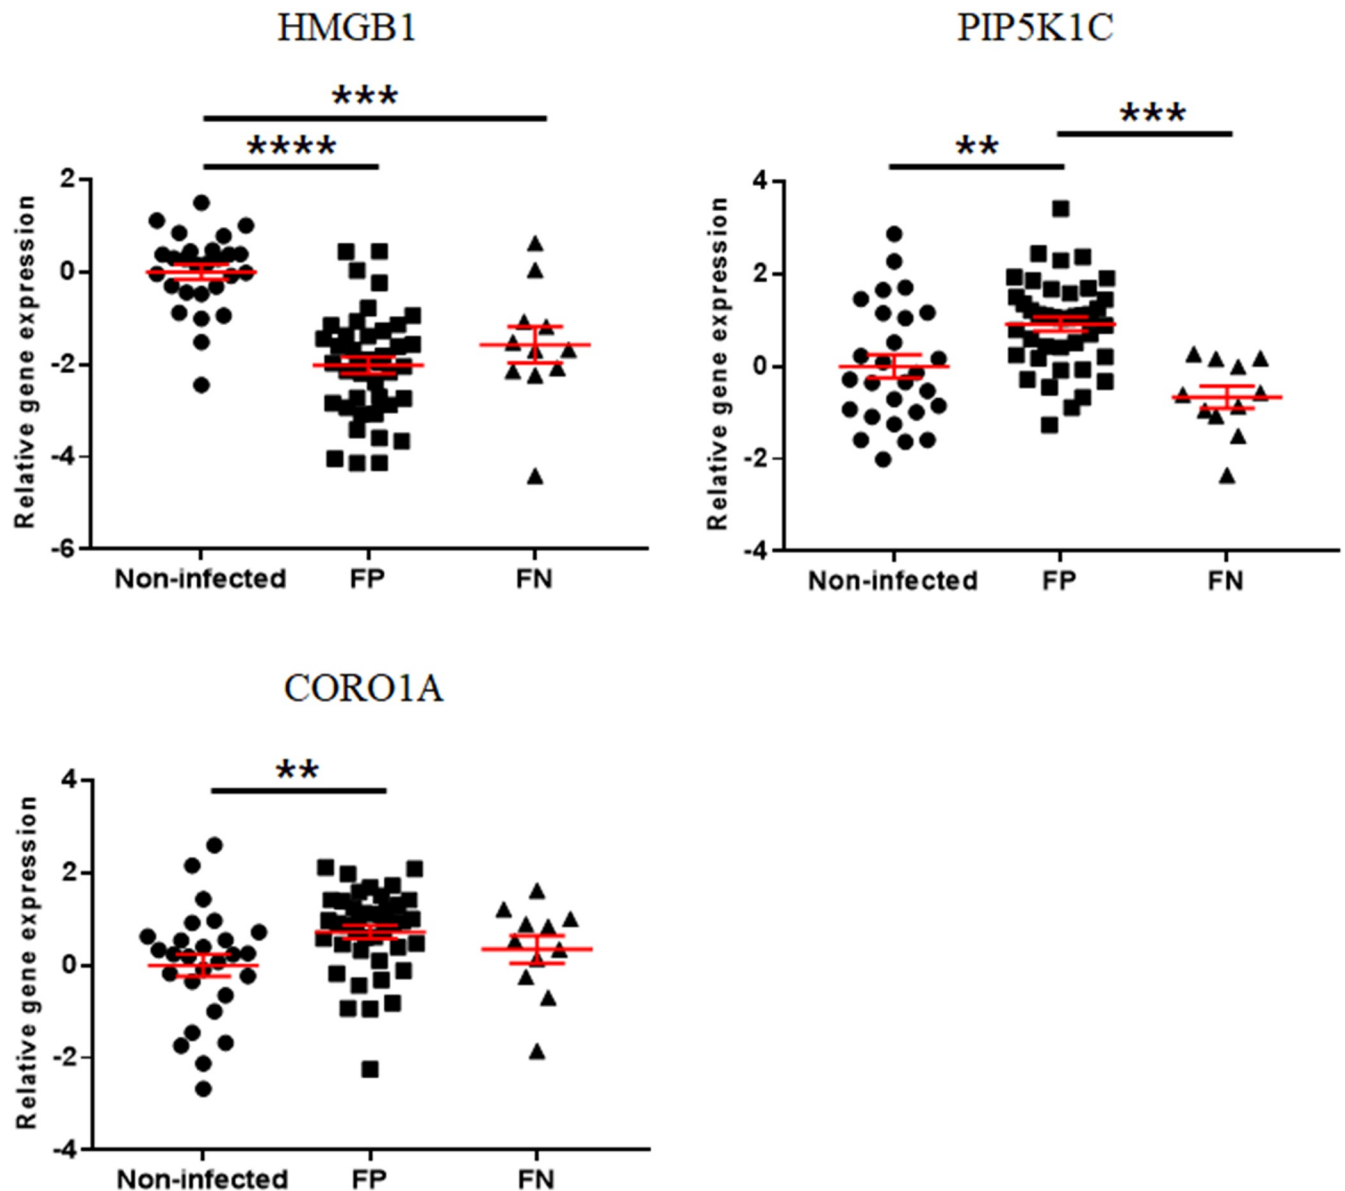 HMGB1
***
****
Relative gene expression
2
0
-2
-4
-6
Non-infected FP FN
PIP5K1C
***
**
Relative gene expression
4
2
0
-2
-4
Non-infected FP FN
CORO1A
**
Relative gene expression
4
2
0
-2
-4
Non-infected FP FN